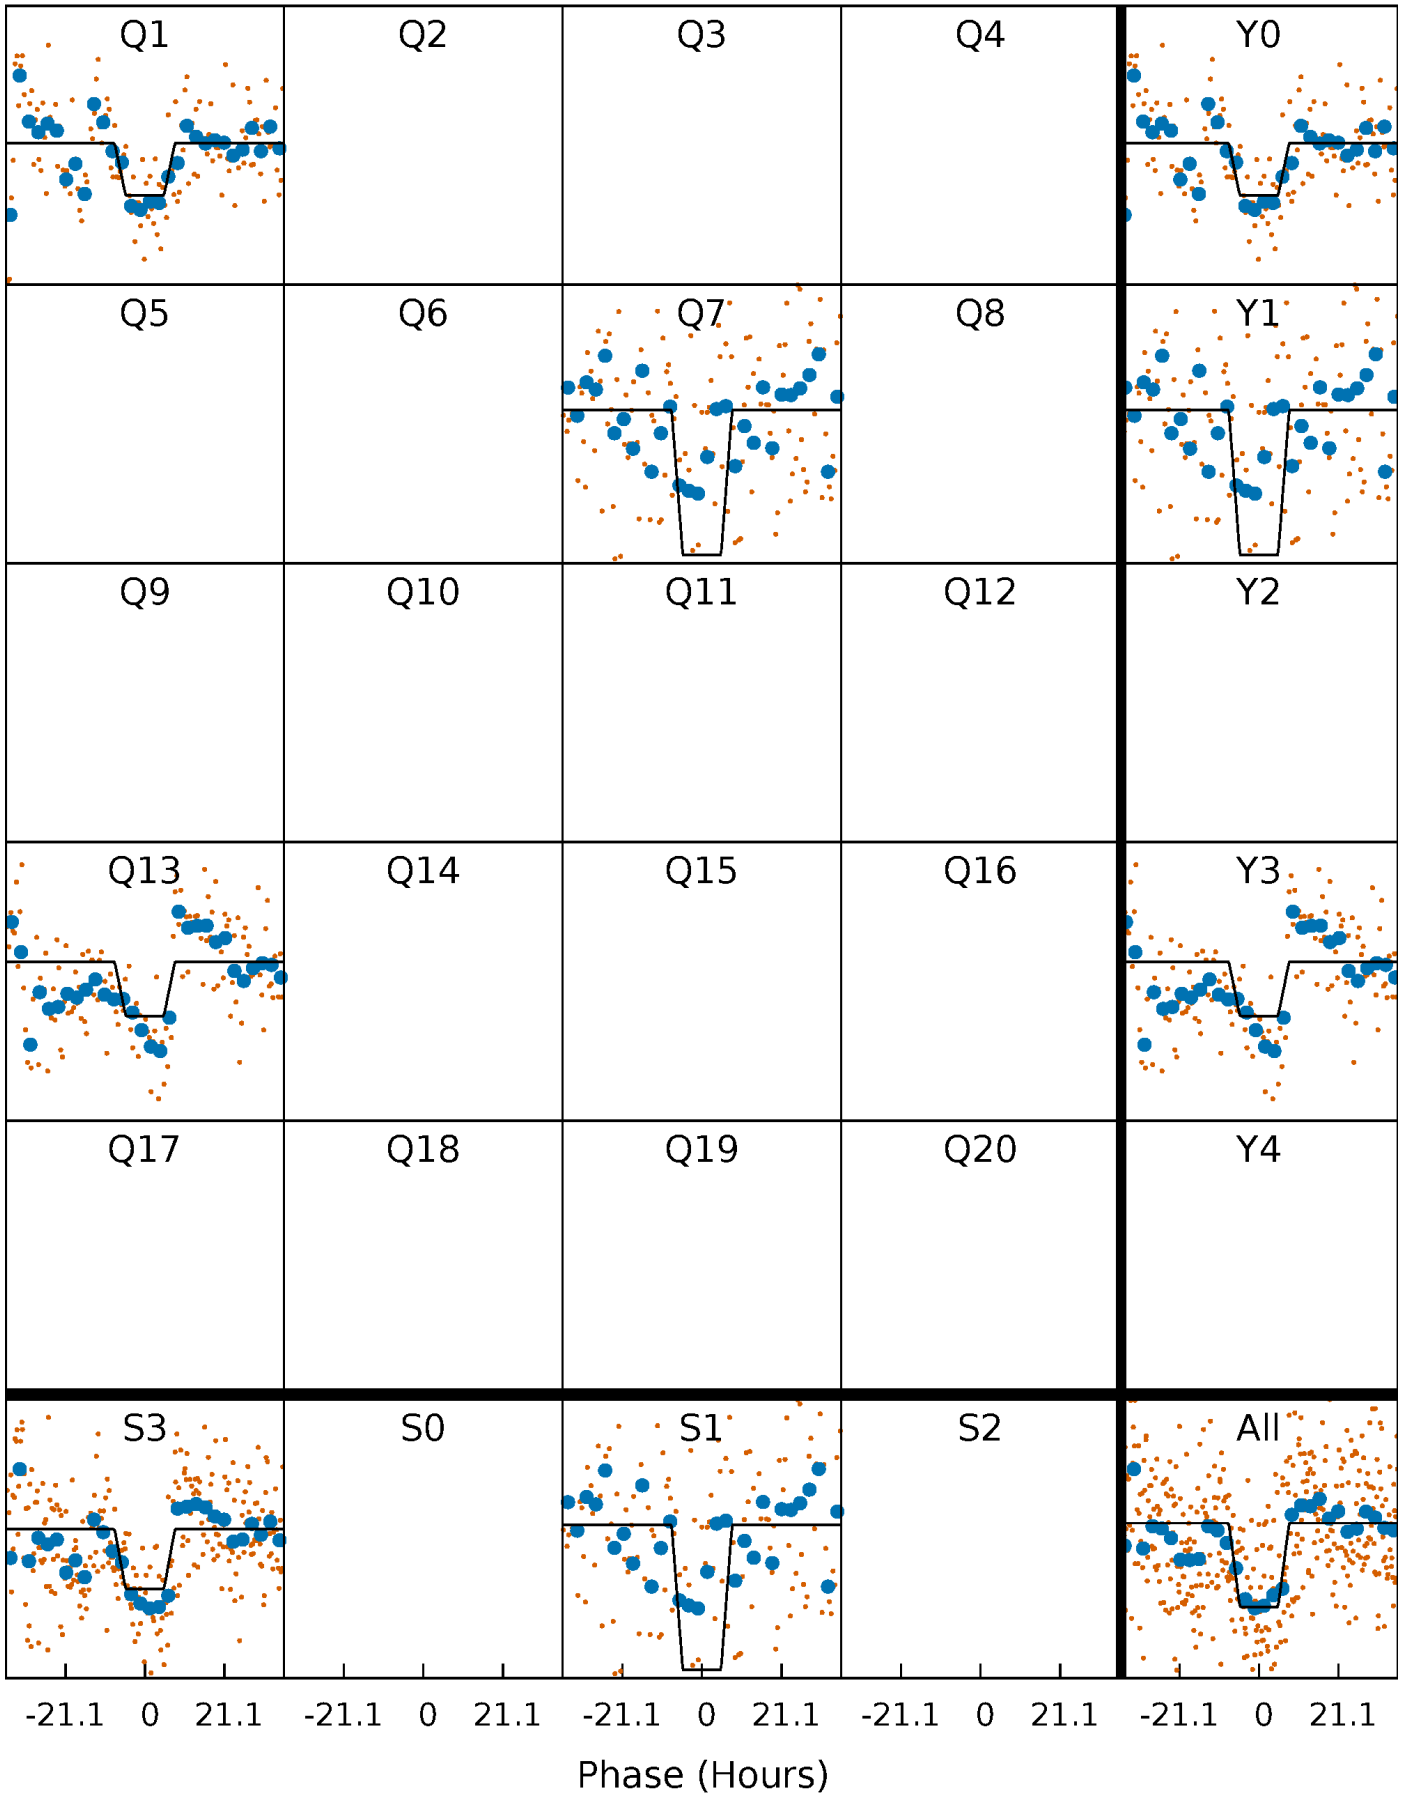 Q1 Q2 Q3 Q4 Y0
Q5 Q6 Q7 Q8 Y1
Q9 Q10 Q11 Q12 Y2
Q13 Q14 Q15 Q16 Y3
Q17 Q18 Q19 Q20 Y4
S3 S0 S1 S2 All
-21.1 0 21.1 -21.1 0 21.1 -21.1 0 21.1 -21.1 0 21.1 -21.1 0 21.1
Phase (Hours)